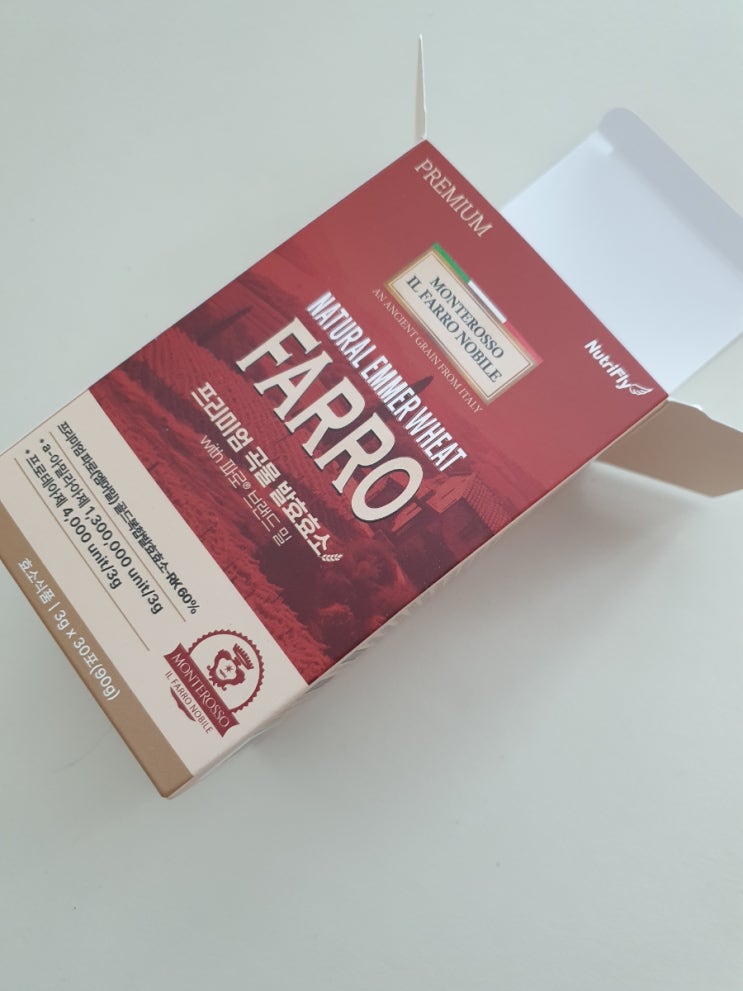 PREMIUM
MONTEROSSO
IL FARRO NOBILE
AN ANCIENT GRAIN FROM ITALY
NutriFly
NATURAL EMMER WHEAT
FARRO
프리미엄 곡물 발효효소
with 파로® 브랜드 밀
프리미엄 파로(엠머밀) 골드복합발효효소-RK 60%
* a-아밀라아제 1,300,000 unit/3g
* 프로테아제 4,000 unit/3g
효소식품 | 3g x 30포(90g)
MONTEROSSO
IL FARRO NOBILE